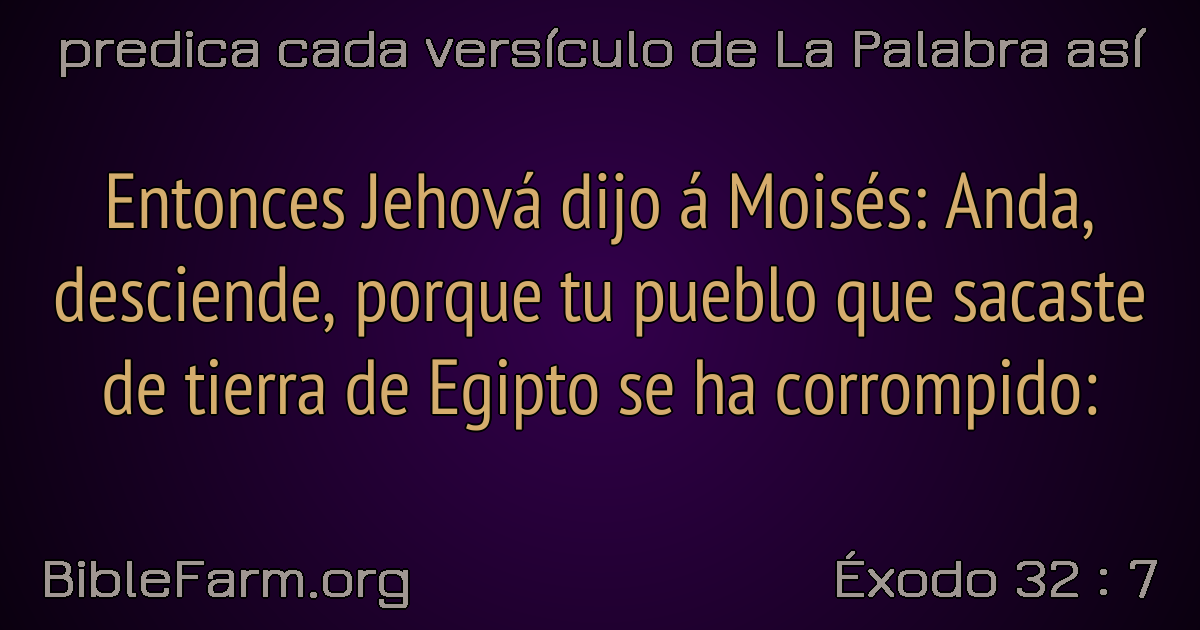 predica cada versículo de La Palabra así
Entonces Jehová dijo á Moisés: Anda,
desciende, porque tu pueblo que sacaste
de tierra de Egipto se ha corrompido:
BibleFarm.org
Éxodo 32 : 7